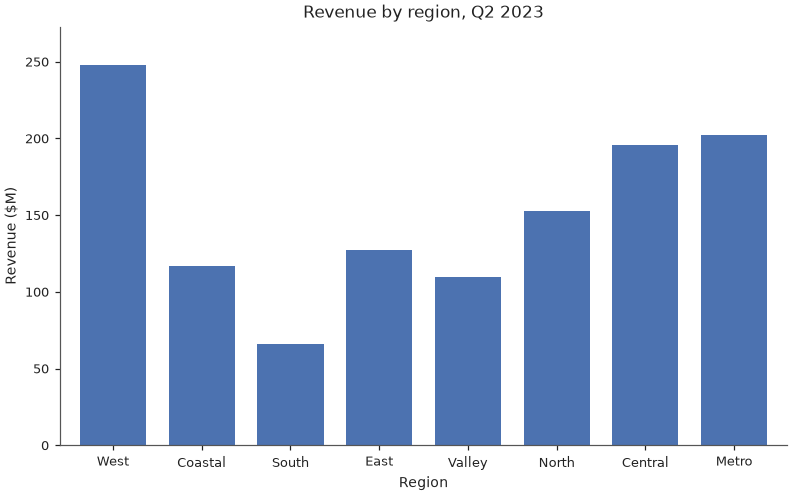 Revenue by region, Q2 2023
Revenue ($M)
250
200
150
100
50
0
West Coastal South East Valley North Central Metro
Region